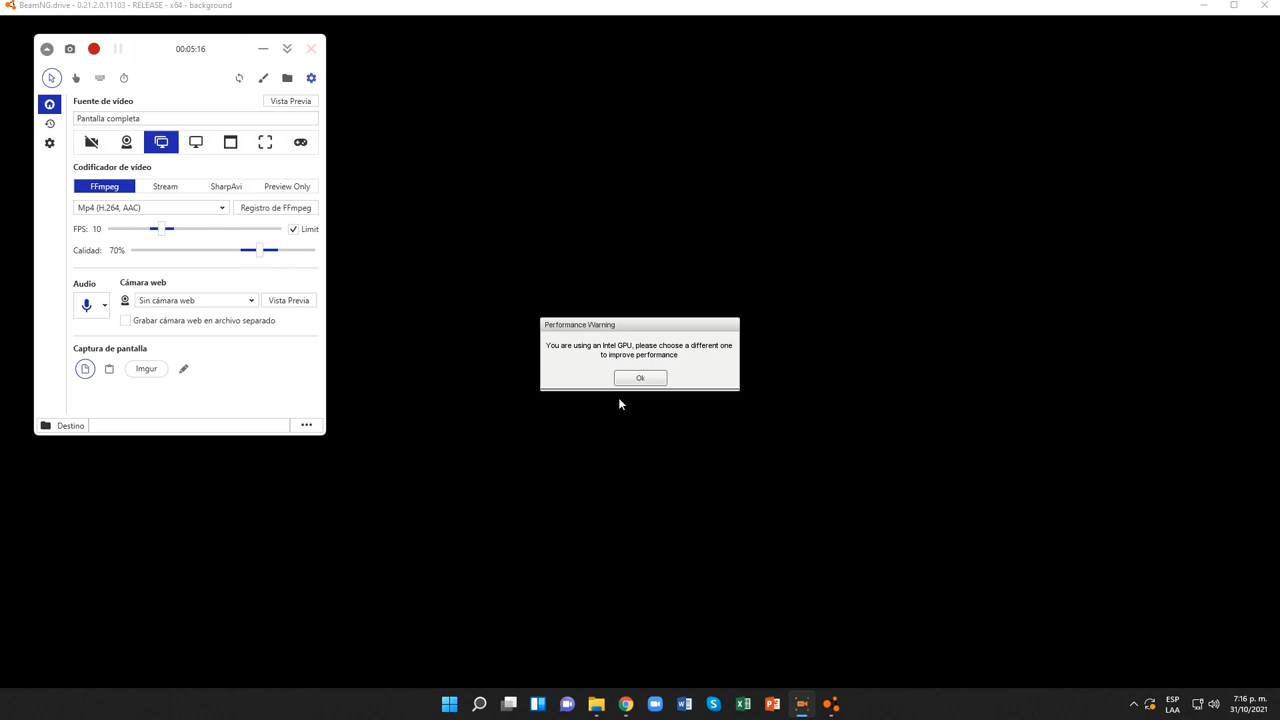 BeamNG.drive - 0.21.2.0.11103 - RELEASE - x64 - background
00:05:16
Fuente de vídeo
Vista Previa
Pantalla completa
Codificador de vídeo
FFmpeg
Stream
SharpAvi
Preview Only
Mp4 (H.264, AAC)
Registro de FFmpeg
FPS: 10
Limit
Calidad: 70%
Audio
Cámara web
Sin cámara web
Vista Previa
Grabar cámara web en archivo separado
Captura de pantalla
Imgur
Destino
Performance Warning
You are using an Intel GPU, please choose a different one
to improve performance
Ok
ESP
LAA
7:16 p. m.
31/10/2021